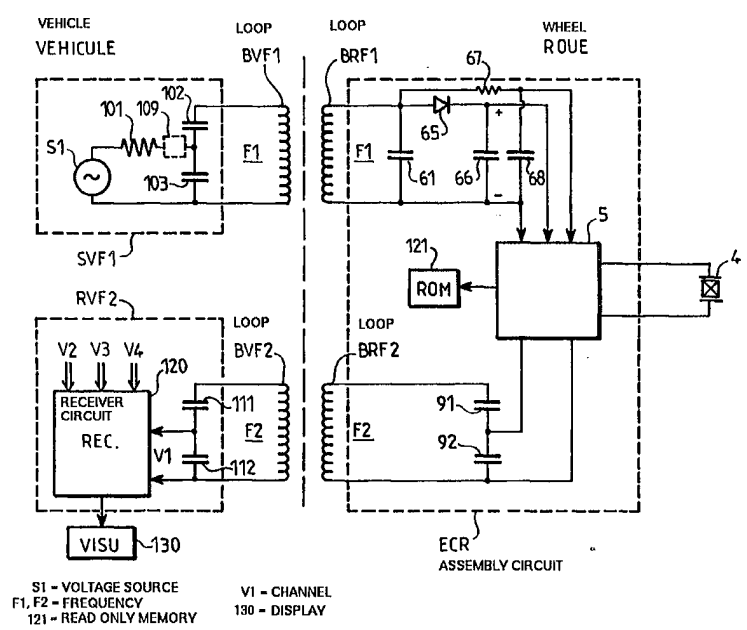 VEHICLE
VEHICULE
LOOP
BVF1
LOOP
BRF1
WHEEL
ROUE
67
102
101
109
S1
103
F1
F1
65
+
61
66
-
68
SVF1
5
121
ROM
4
RVF2
V2 V3 V4
120
RECEIVER
CIRCUIT
REC.
V1
111
112
LOOP
BVF2
F2
LOOP
BRF2
F2
91
92
VISU
130
ECR
ASSEMBLY CIRCUIT
S1 - VOLTAGE SOURCE
F1, F2 - FREQUENCY
121 - READ ONLY MEMORY
V1 - CHANNEL
130 - DISPLAY